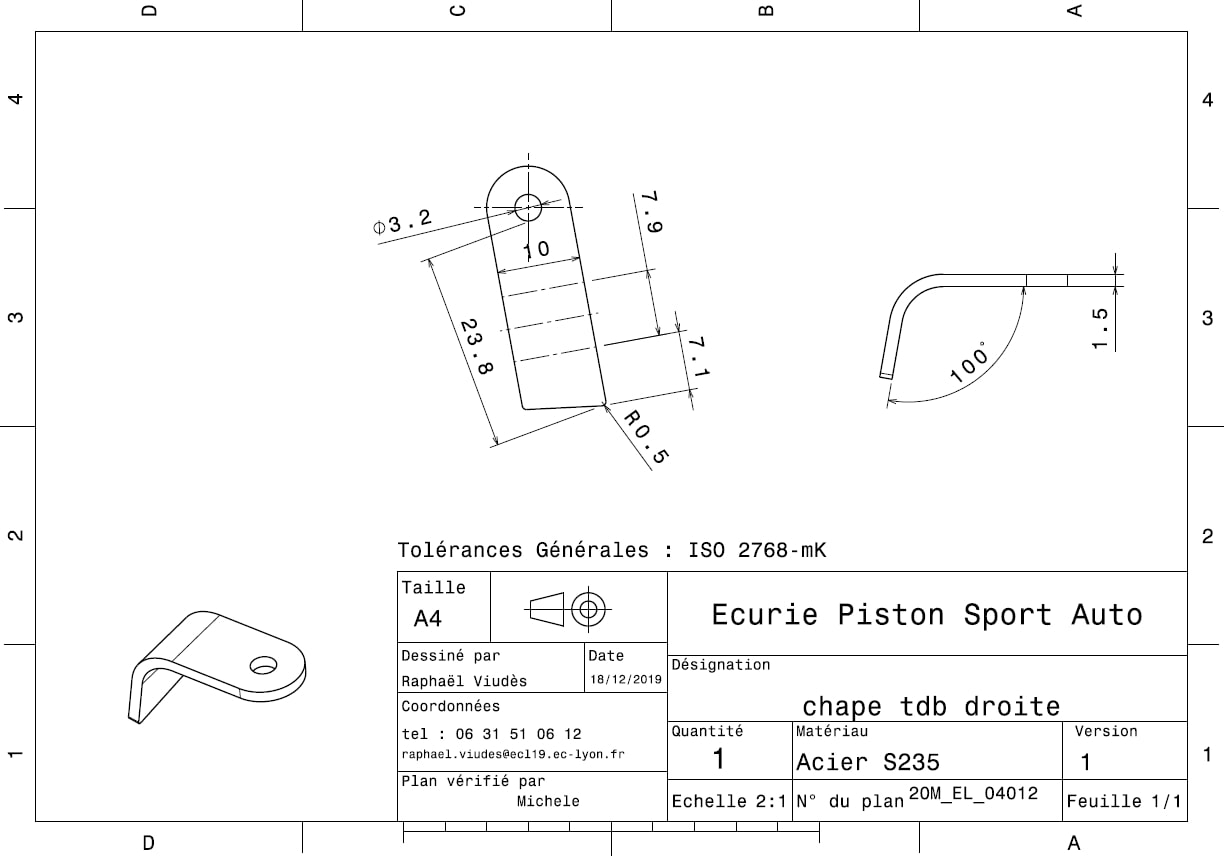 D C B A
4 4
⌀3.2
10
7.9
23.8
7.1
R0.5
100°
1.5
3 3
2 2
Tolérances Générales : ISO 2768-mK
Taille
A4
Ecurie Piston Sport Auto
Dessiné par
Date
Raphaël Viudès
18/12/2019
Désignation
chape tdb droite
Coordonnées
tel : 06 31 51 06 12
raphael.viudes@ecl19.ec-lyon.fr
Quantité
1
Matériau
Acier S235
Version
1
Plan vérifié par
Michele
Echelle 2:1
N° du plan 20M_EL_04012
Feuille 1/1
1 1
D A